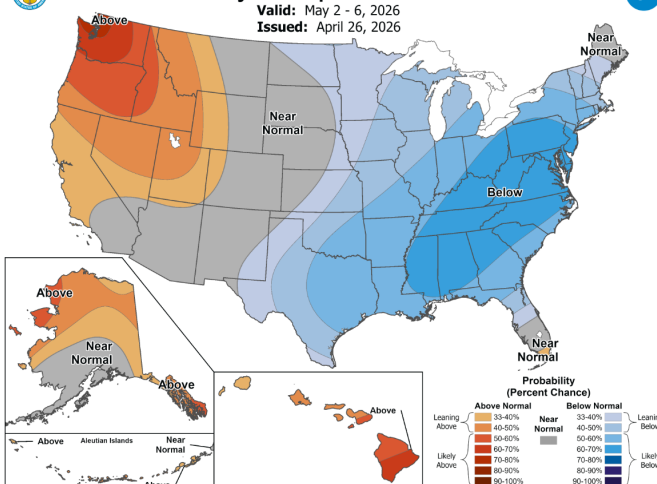 Valid: May 2 - 6, 2026
Issued: April 26, 2026
Above
Near
Normal
Near
Normal
Below
Near
Normal
Above
Near
Normal
Above
Above
Aleutian Islands
Near
Normal
Above
Probability
(Percent Chance)
Above Normal
Near
Normal
Below Normal
Leaning
Above
33-40%
40-50%
Likely
Above
50-60%
60-70%
70-80%
80-90%
90-100%
33-40%
40-50%
50-60%
60-70%
70-80%
80-90%
90-100%
Likely